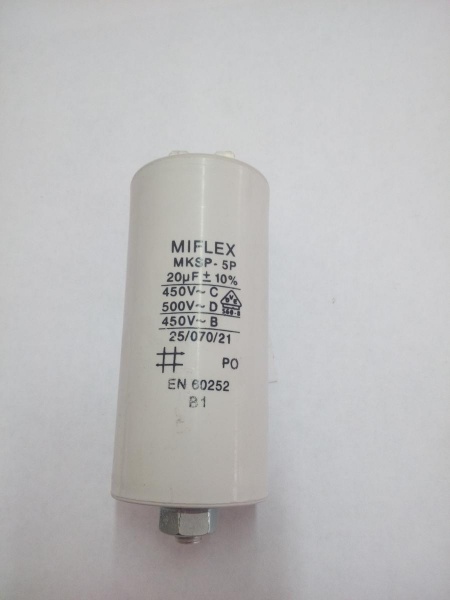 MIFLEX
MKSP-5P
20µF±10%
450V~C
500V~D
450V~B
25/070/21
PO
EN 60252
B1